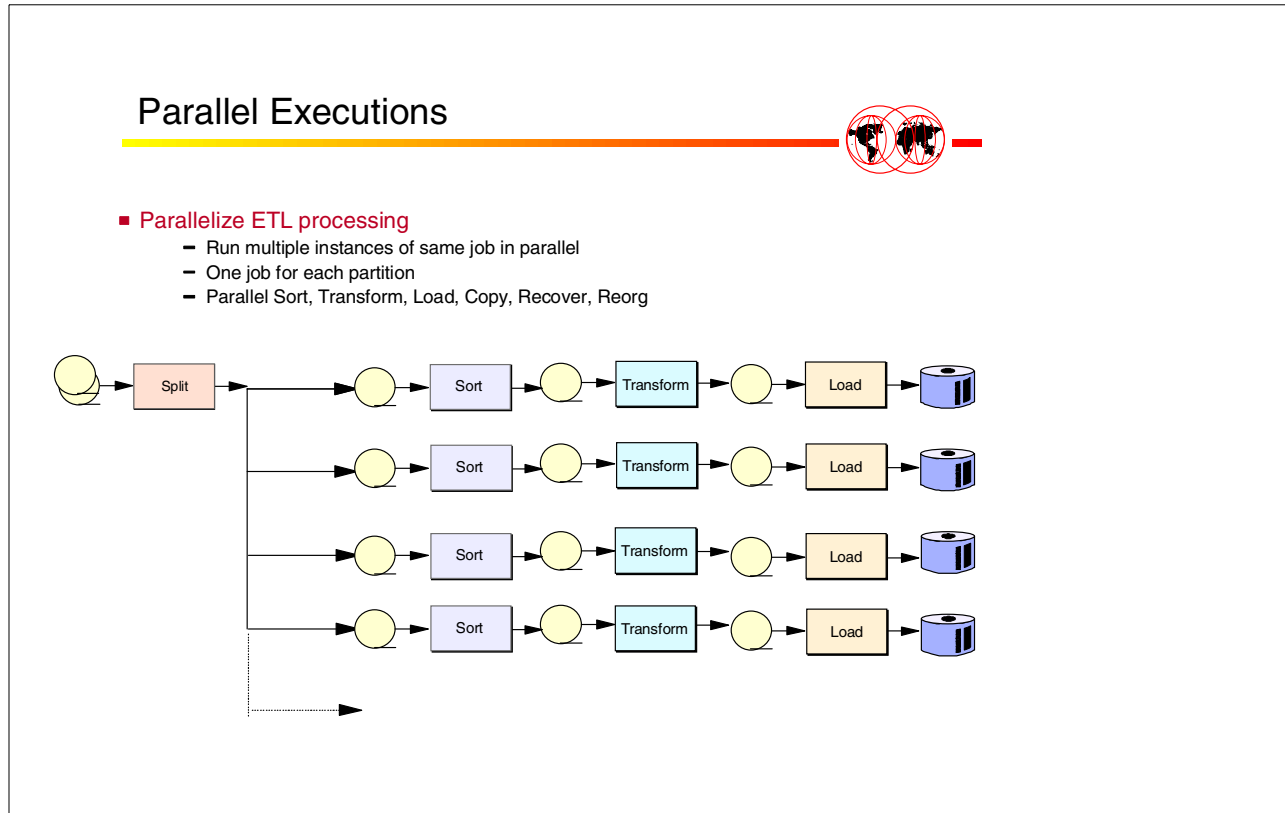 Parallel Executions
Parallelize ETL processing
Run multiple instances of same job in parallel
One job for each partition
Parallel Sort, Transform, Load, Copy, Recover, Reorg
Split
Sort
Transform
Load
Sort
Transform
Load
Sort
Transform
Load
Sort
Transform
Load